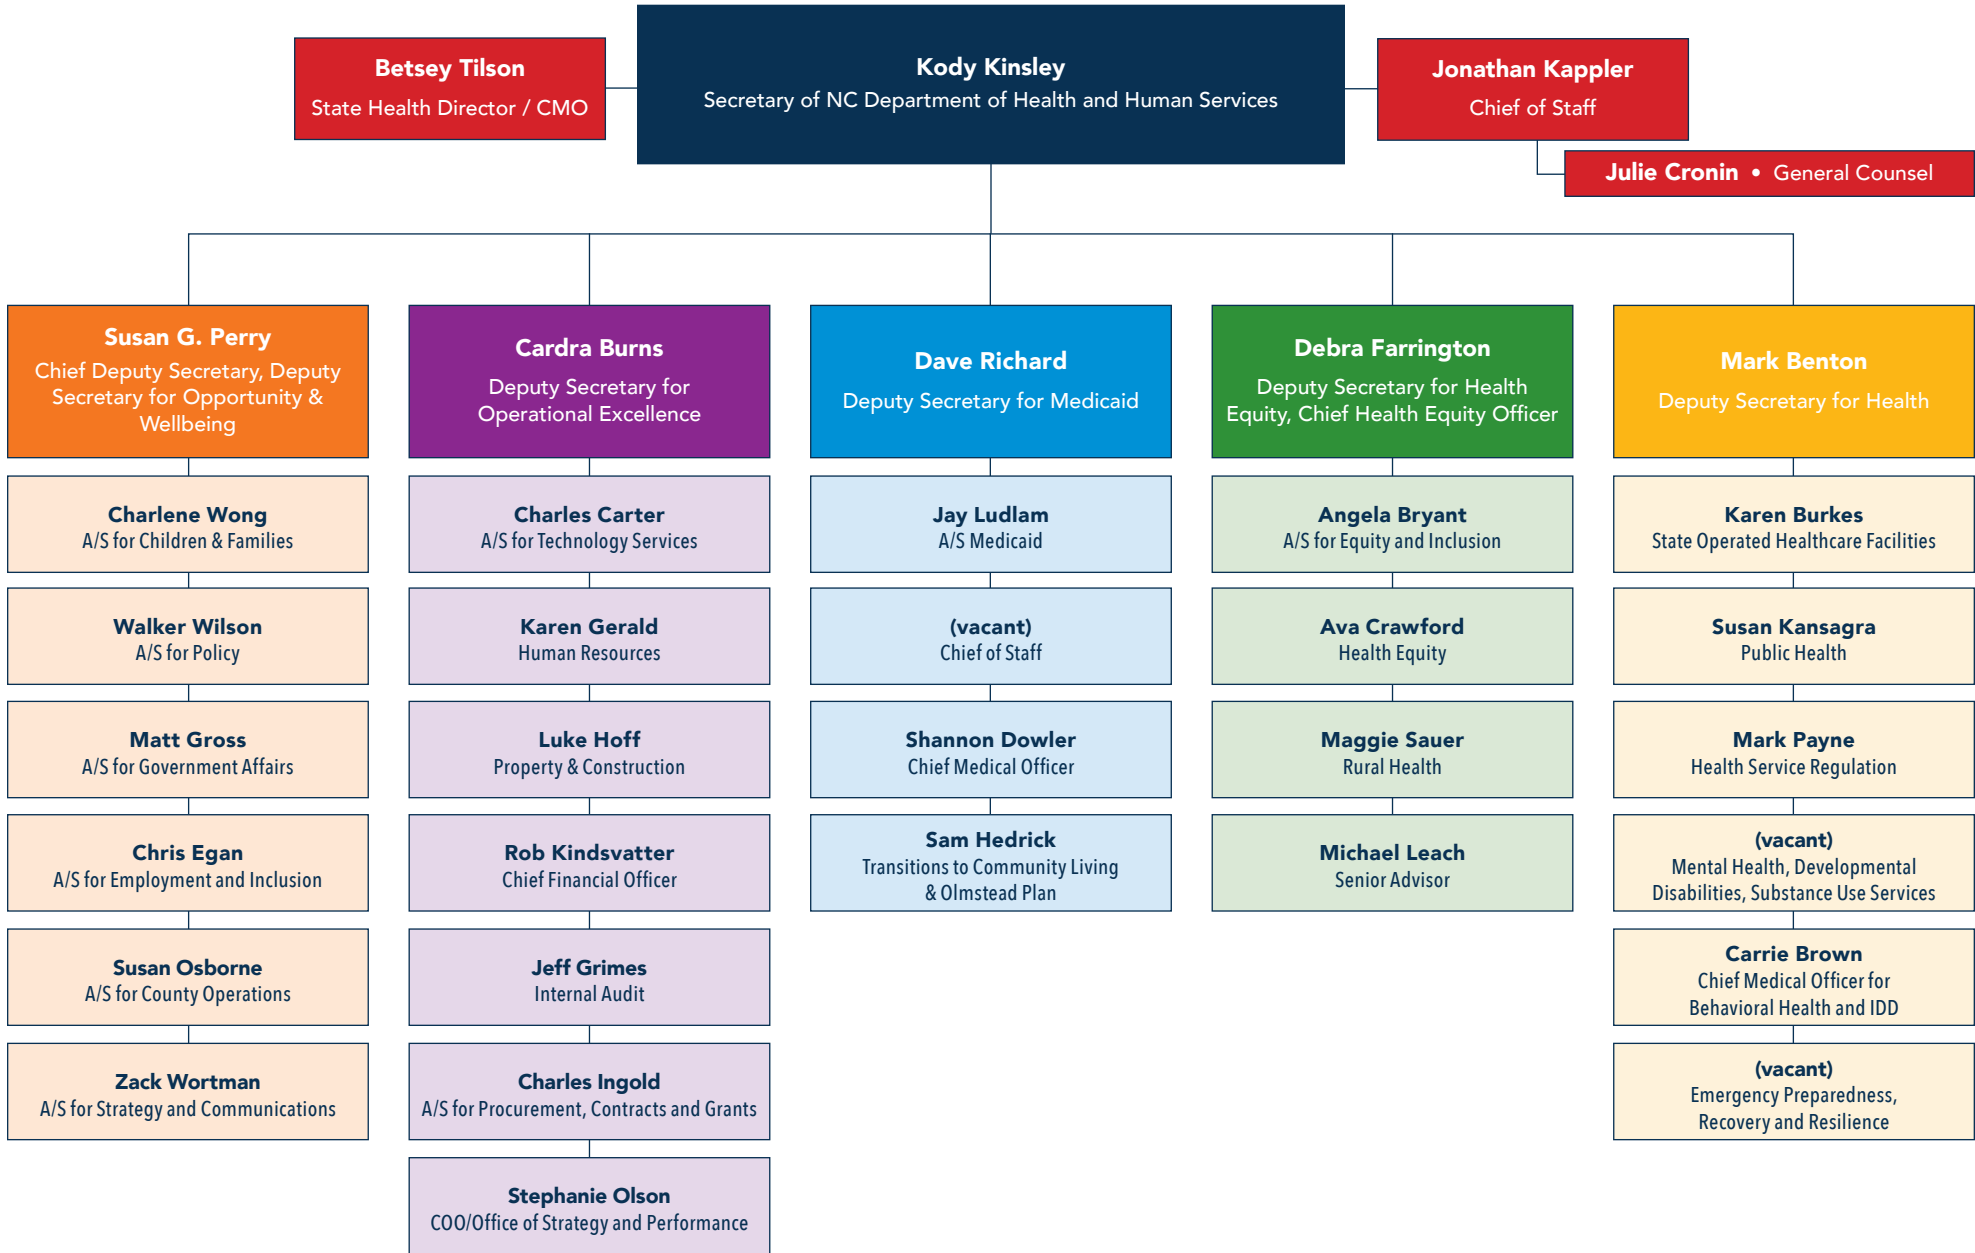 Betsey Tilson
State Health Director / CMO
Kody Kinsley
Secretary of NC Department of Health and Human Services
Jonathan Kappler
Chief of Staff
Julie Cronin • General Counsel
Susan G. Perry
Chief Deputy Secretary, Deputy
Secretary for Opportunity &
Wellbeing
Charlene Wong
A/S for Children & Families
Walker Wilson
A/S for Policy
Matt Gross
A/S for Government Affairs
Chris Egan
A/S for Employment and Inclusion
Susan Osborne
A/S for County Operations
Zack Wortman
A/S for Strategy and Communications
Cardra Burns
Deputy Secretary for
Operational Excellence
Charles Carter
A/S for Technology Services
Karen Gerald
Human Resources
Luke Hoff
Property & Construction
Rob Kindsvatter
Chief Financial Officer
Jeff Grimes
Internal Audit
Charles Ingold
A/S for Procurement, Contracts and Grants
Stephanie Olson
COO/Office of Strategy and Performance
Dave Richard
Deputy Secretary for Medicaid
Jay Ludlam
A/S Medicaid
(vacant)
Chief of Staff
Shannon Dowler
Chief Medical Officer
Sam Hedrick
Transitions to Community Living
& Olmstead Plan
Debra Farrington
Deputy Secretary for Health
Equity, Chief Health Equity Officer
Angela Bryant
A/S for Equity and Inclusion
Ava Crawford
Health Equity
Maggie Sauer
Rural Health
Michael Leach
Senior Advisor
Mark Benton
Deputy Secretary for Health
Karen Burkes
State Operated Healthcare Facilities
Susan Kansagra
Public Health
Mark Payne
Health Service Regulation
(vacant)
Mental Health, Developmental
Disabilities, Substance Use Services
Carrie Brown
Chief Medical Officer for
Behavioral Health and IDD
(vacant)
Emergency Preparedness,
Recovery and Resilience